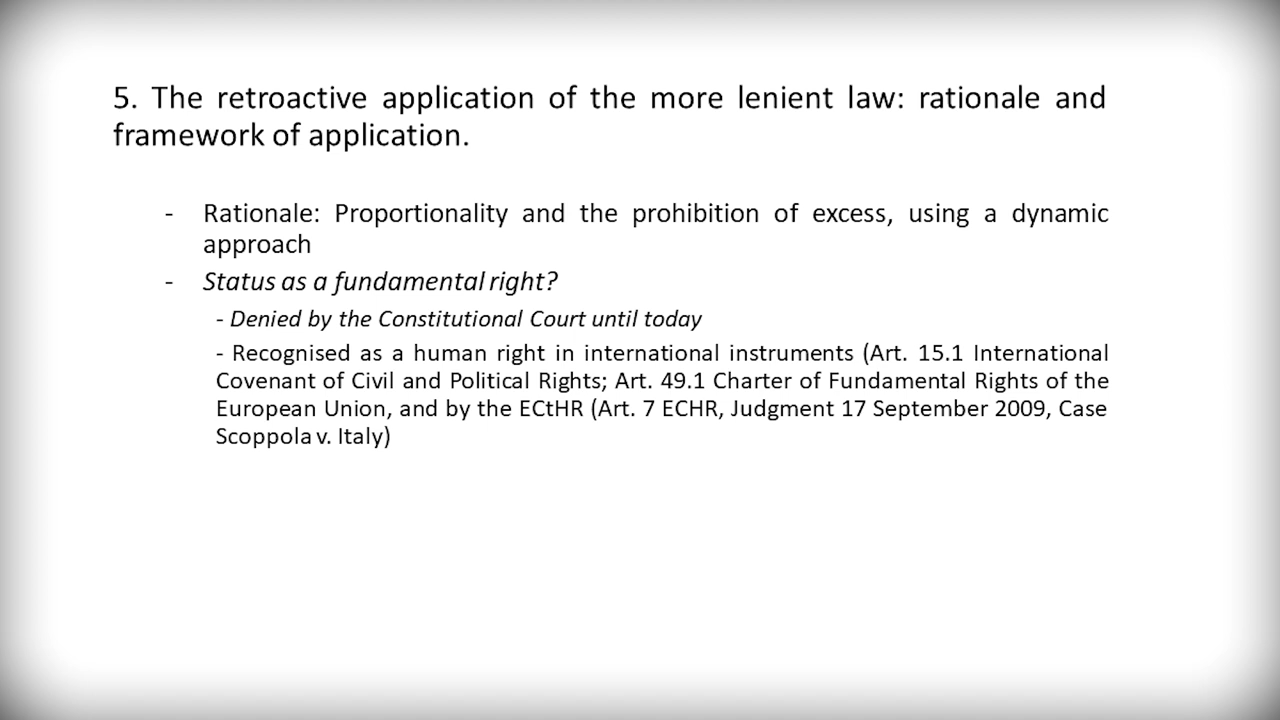 5. The retroactive application of the more lenient law: rationale and
framework of application.
- Rationale: Proportionality and the prohibition of excess, using a dynamic
approach
- Status as a fundamental right?
- Denied by the Constitutional Court until today
- Recognised as a human right in international instruments (Art. 15.1 International
Covenant of Civil and Political Rights; Art. 49.1 Charter of Fundamental Rights of the
European Union, and by the ECtHR (Art. 7 ECHR, Judgment 17 September 2009, Case
Scoppola v. Italy)